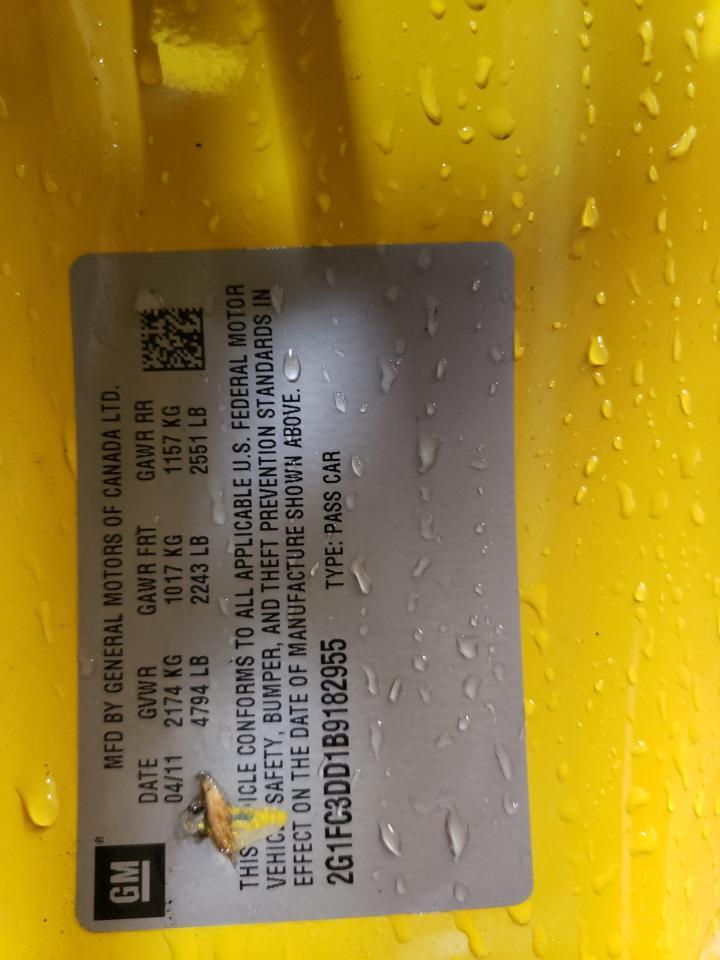 GM
MFD BY GENERAL MOTORS OF CANADA LTD.
DATE GVWR GAWR FRT GAWR RR
04/11 2174 KG 1017 KG 1157 KG
4794 LB 2243 LB 2551 LB
THIS CONFORMS TO ALL APPLICABLE U.S. FEDERAL MOTOR
SAFETY, BUMPER, AND THEFT PREVENTION STANDARDS IN
EFFECT ON THE DATE OF MANUFACTURE SHOWN ABOVE.
2G1FC3DD1B9182955 TYPE: PASS CAR